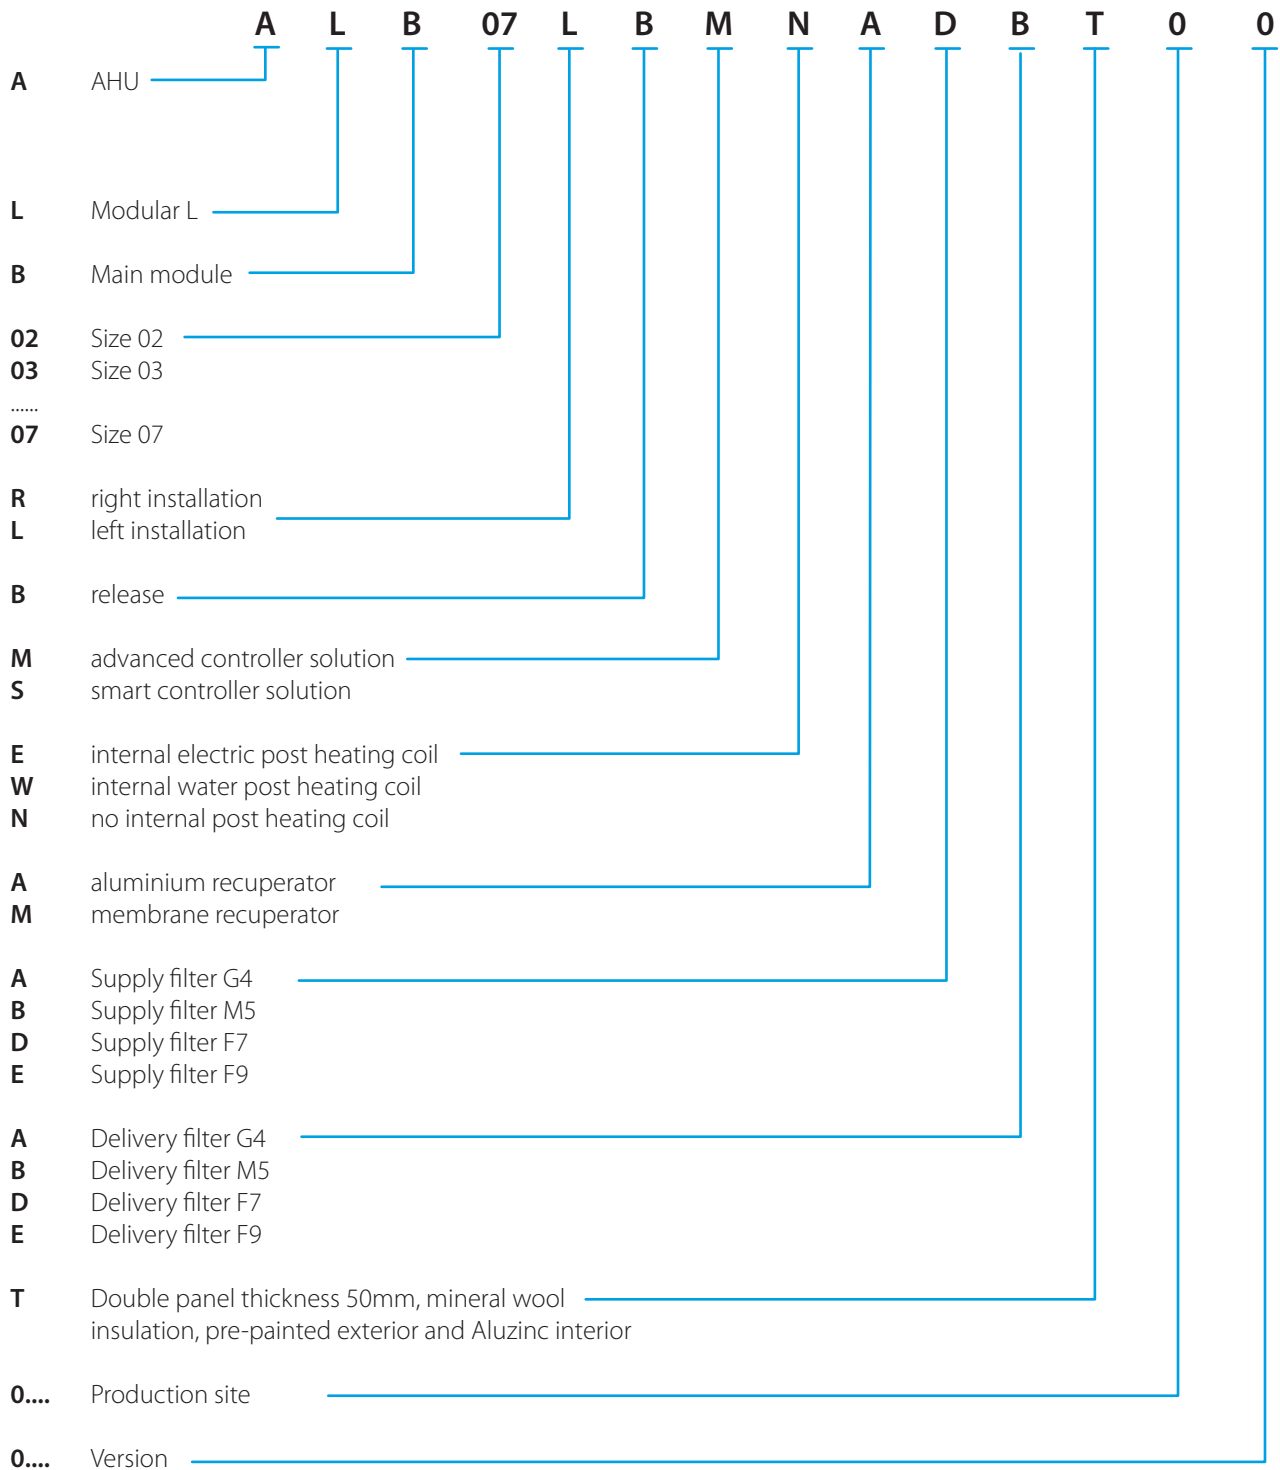 A L B 07 L B M N A D B T 0 0
A AHU
L Modular L
B Main module
02 Size 02
03 Size 03
......
07 Size 07
R right installation
L left installation
B release
M advanced controller solution
S smart controller solution
E internal electric post heating coil
W internal water post heating coil
N no internal post heating coil
A aluminium recuperator
M membrane recuperator
A Supply filter G4
B Supply filter M5
D Supply filter F7
E Supply filter F9
A Delivery filter G4
B Delivery filter M5
D Delivery filter F7
E Delivery filter F9
T Double panel thickness 50mm, mineral wool
insulation, pre-painted exterior and Aluzinc interior
0.... Production site
0.... Version